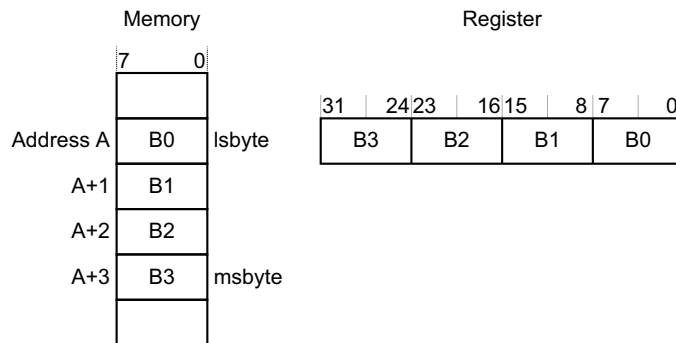 Memory Register
7 0
31 24 23 16 15 8 7 0
Address A B0 lsbyte B3 B2 B1 B0
A+1 B1
A+2 B2
A+3 B3 msbyte